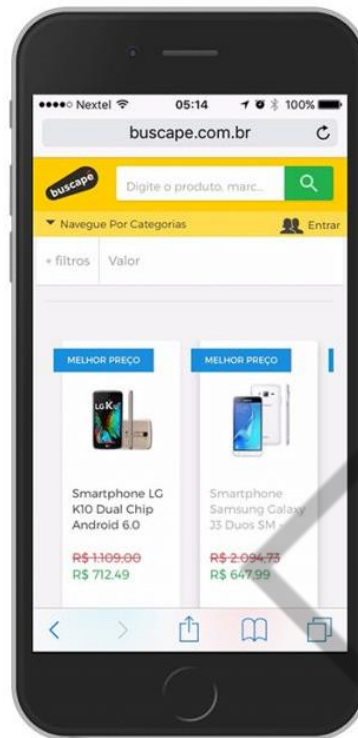 Nextel 05:14 100%
buscape.com.br
buscapé
Digite o produto, marc...
Navegue Por Categorias Entrar
+ filtros Valor
MELHOR PREÇO MELHOR PREÇO
LG K10
Smartphone LG Smartphone
K10 Dual Chip Samsung Galaxy
Android 6.0 J3 Duos SM -
R$ 1.109,00 R$ 2.094,73
R$ 712,49 R$ 647,99